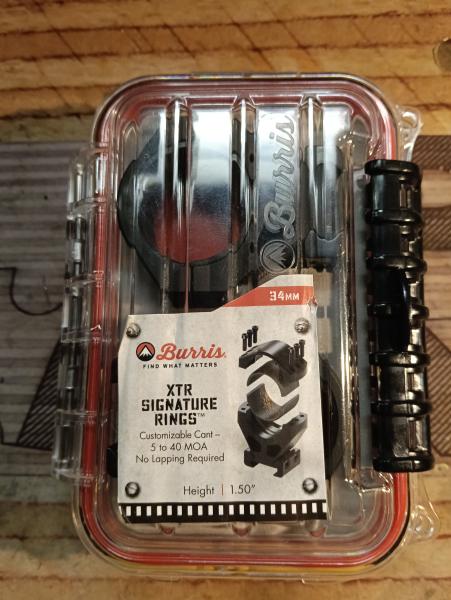 Burris
34MM
Burris
FIND WHAT MATTERS
XTR
SIGNATURE
RINGS™
Customizable Cant –
5 to 40 MOA
No Lapping Required
Height | 1.50"